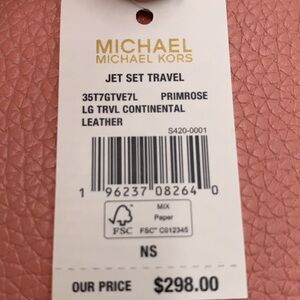 MICHAEL
MICHAEL KORS
JET SET TRAVEL
35T7GTVE7L PRIMROSE
LG TRVL CONTINENTAL
LEATHER
S420-0001
1 96237 08264 0
FSC
MIX
Paper
FSC® C012345
NS
OUR PRICE $298.00